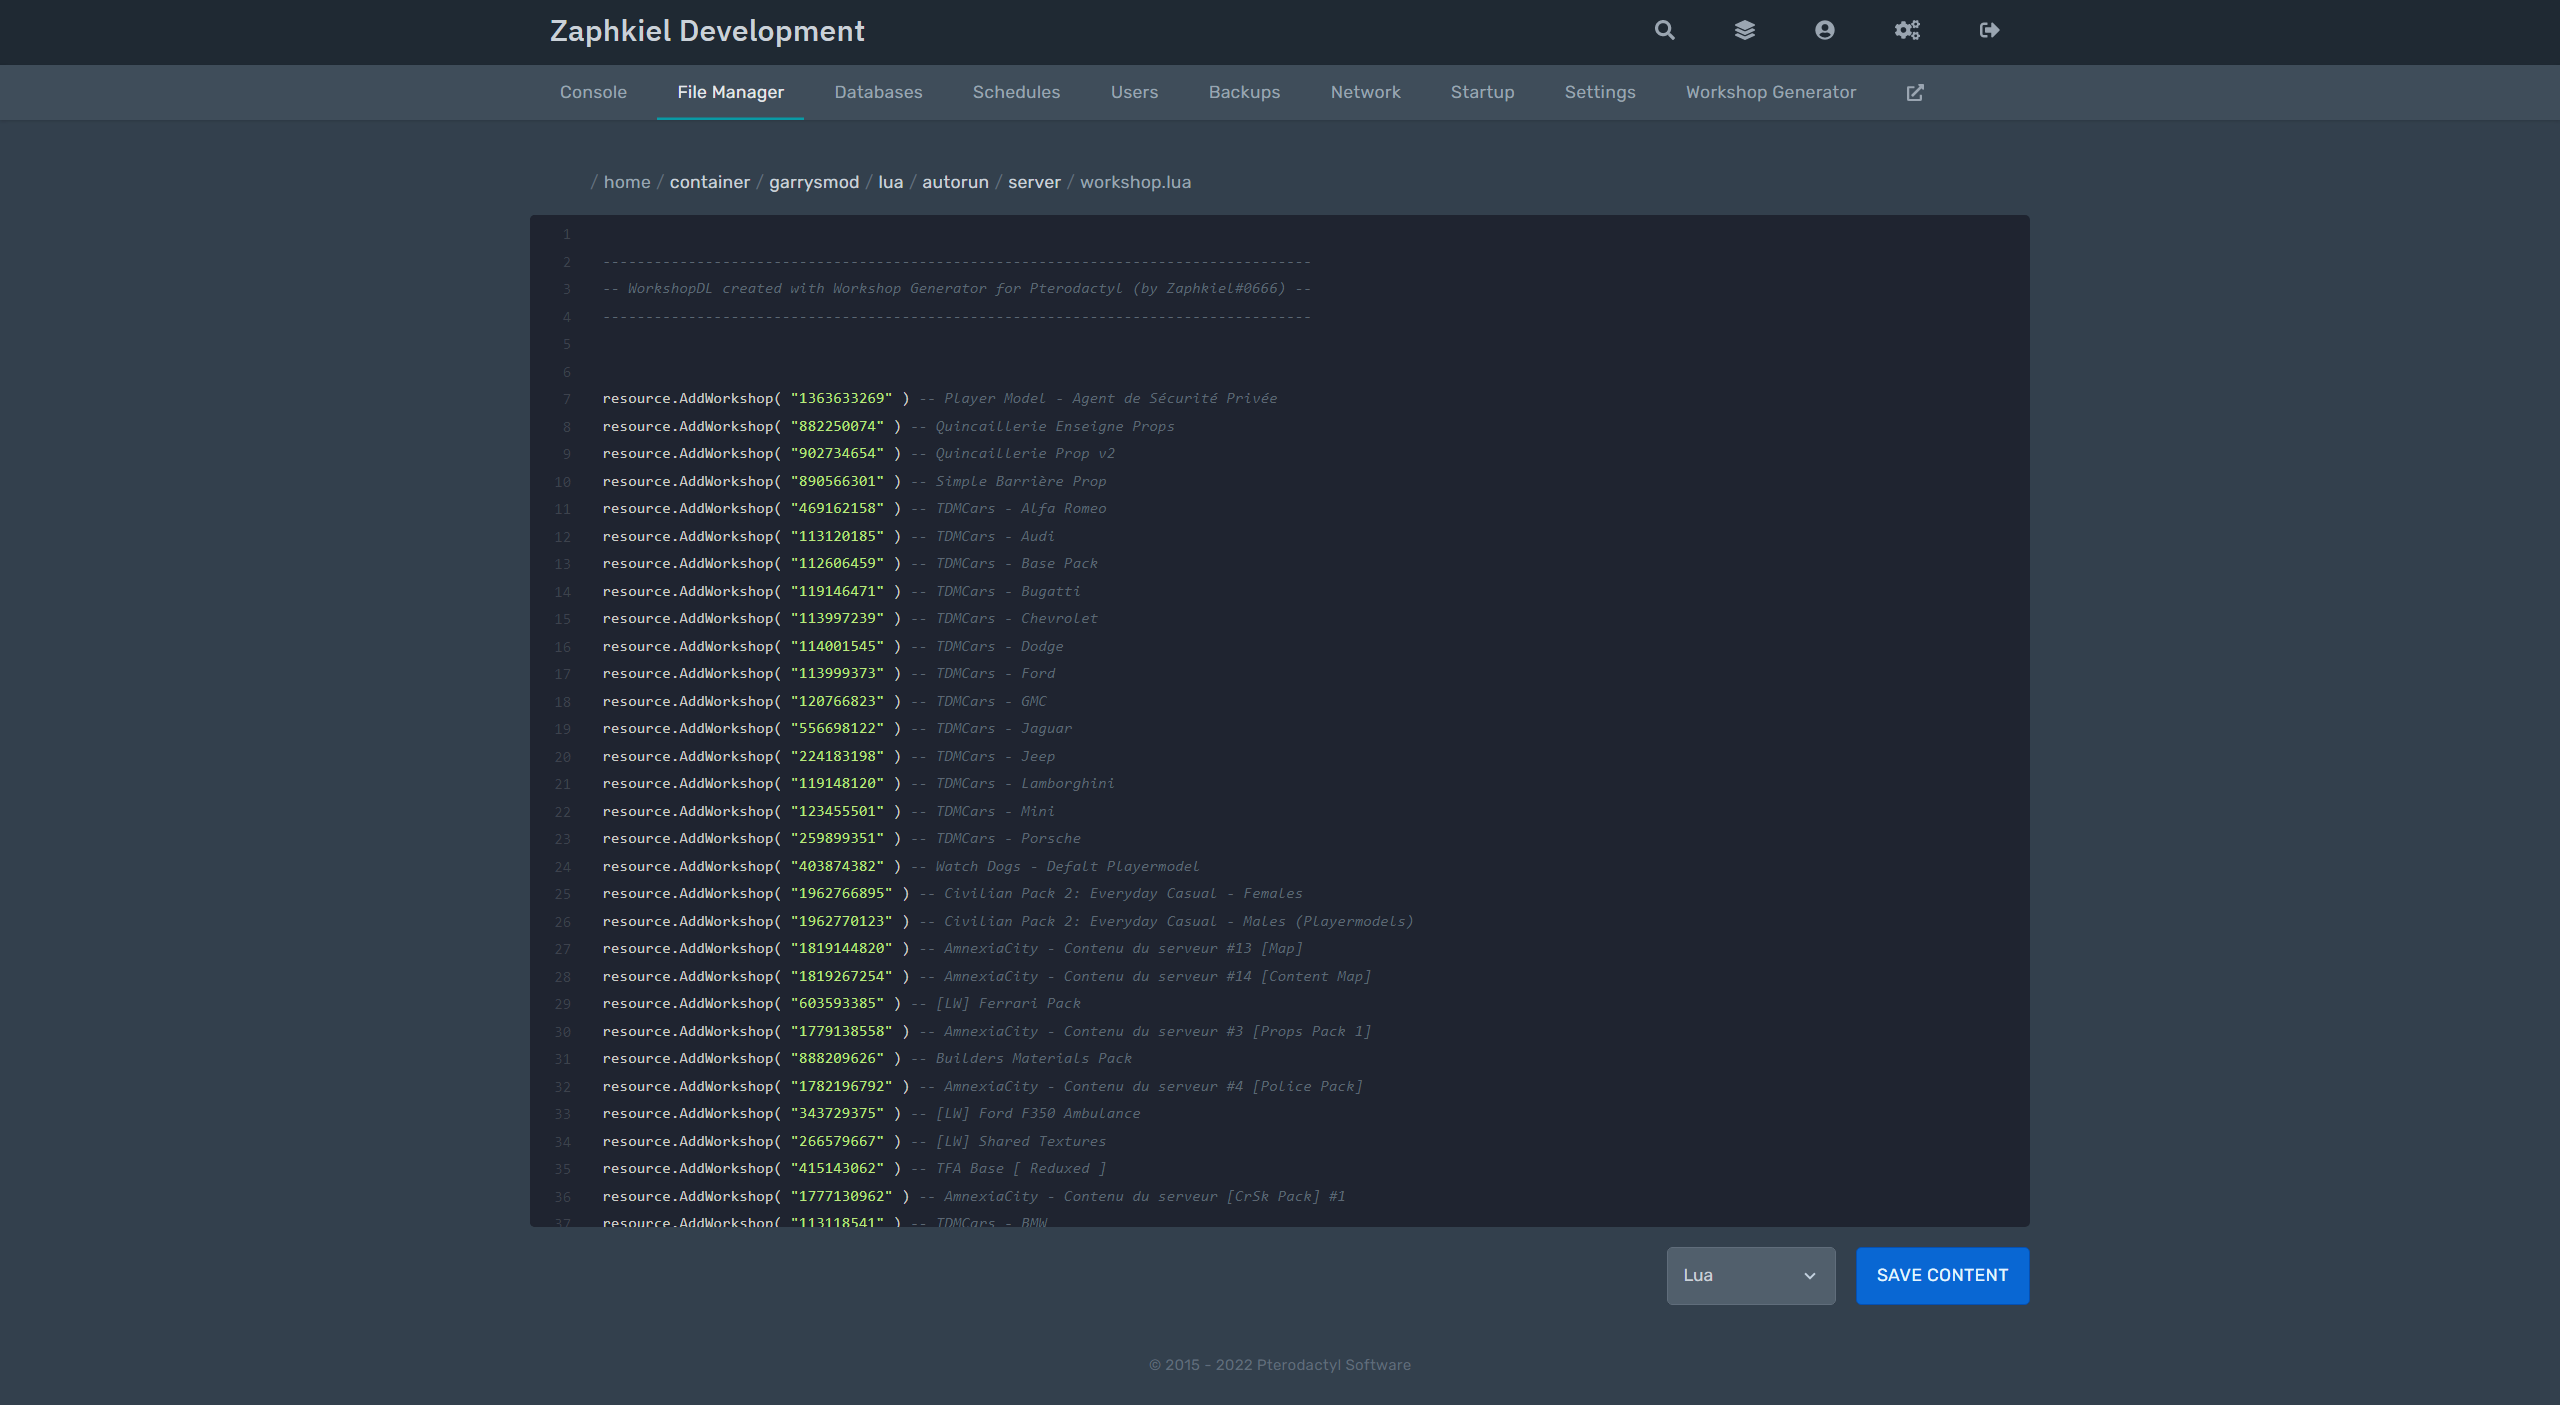 Zaphkiel Development
Console File Manager Databases Schedules Users Backups Network Startup Settings Workshop Generator
/ home / container / garrysmod / lua / autorun / server / workshop.lua
1
2 -----------------------------------------------------------------------------------
3 -- WorkshopDL created with Workshop Generator for Pterodactyl (by Zaphkiel#0666) --
4 -----------------------------------------------------------------------------------
5
6
7 resource.AddWorkshop( "1363633269" ) -- Player Model - Agent de Sécurité Privée
8 resource.AddWorkshop( "882250074" ) -- Quincaillerie Enseigne Props
9 resource.AddWorkshop( "902734654" ) -- Quincaillerie Prop v2
10 resource.AddWorkshop( "890566301" ) -- Simple Barrière Prop
11 resource.AddWorkshop( "469162158" ) -- TDMCars - Alfa Romeo
12 resource.AddWorkshop( "113120185" ) -- TDMCars - Audi
13 resource.AddWorkshop( "112606459" ) -- TDMCars - Base Pack
14 resource.AddWorkshop( "119146471" ) -- TDMCars - Bugatti
15 resource.AddWorkshop( "113997239" ) -- TDMCars - Chevrolet
16 resource.AddWorkshop( "114001545" ) -- TDMCars - Dodge
17 resource.AddWorkshop( "113999373" ) -- TDMCars - Ford
18 resource.AddWorkshop( "120766823" ) -- TDMCars - GMC
19 resource.AddWorkshop( "556698122" ) -- TDMCars - Jaguar
20 resource.AddWorkshop( "224183198" ) -- TDMCars - Jeep
21 resource.AddWorkshop( "119148120" ) -- TDMCars - Lamborghini
22 resource.AddWorkshop( "123455501" ) -- TDMCars - Mini
23 resource.AddWorkshop( "259899351" ) -- TDMCars - Porsche
24 resource.AddWorkshop( "403874382" ) -- Watch Dogs - Defalt Playermodel
25 resource.AddWorkshop( "1962766895" ) -- Civilian Pack 2: Everyday Casual - Females
26 resource.AddWorkshop( "1962770123" ) -- Civilian Pack 2: Everyday Casual - Males (Playermodels)
27 resource.AddWorkshop( "1819144820" ) -- AmnexiaCity - Contenu du serveur #13 [Map]
28 resource.AddWorkshop( "1819267254" ) -- AmnexiaCity - Contenu du serveur #14 [Content Map]
29 resource.AddWorkshop( "603593385" ) -- [LW] Ferrari Pack
30 resource.AddWorkshop( "1779138558" ) -- AmnexiaCity - Contenu du serveur #3 [Props Pack 1]
31 resource.AddWorkshop( "888209626" ) -- Builders Materials Pack
32 resource.AddWorkshop( "1782196792" ) -- AmnexiaCity - Contenu du serveur #4 [Police Pack]
33 resource.AddWorkshop( "343729375" ) -- [LW] Ford F350 Ambulance
34 resource.AddWorkshop( "266579667" ) -- [LW] Shared Textures
35 resource.AddWorkshop( "415143062" ) -- TFA Base [ Reduxed ]
36 resource.AddWorkshop( "1777130962" ) -- AmnexiaCity - Contenu du serveur [CrSk Pack] #1
37 resource.AddWorkshop( "113118541" ) -- TDMCars - BMW
Lua
SAVE CONTENT
© 2015 - 2022 Pterodactyl Software